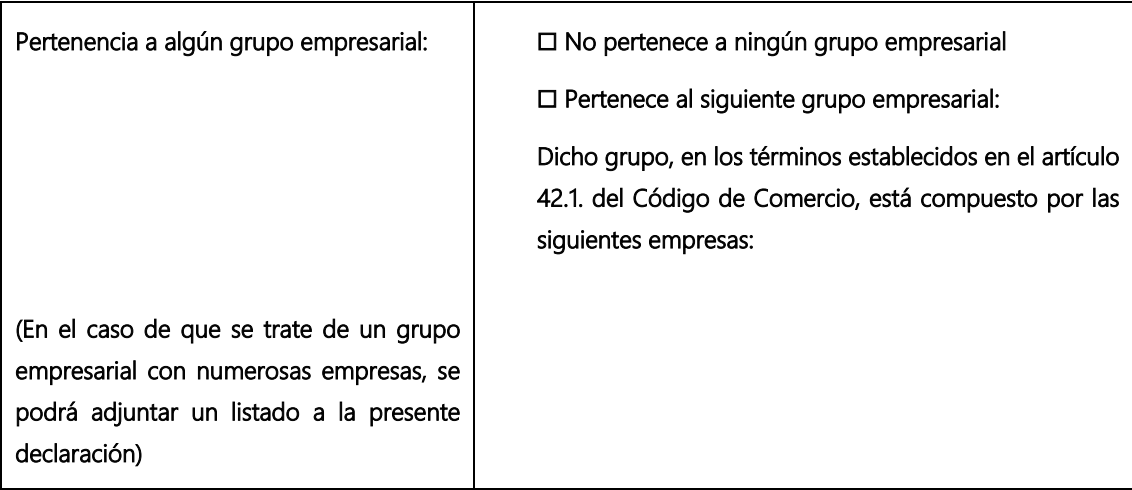 Pertenencia a algún grupo empresarial:
(En el caso de que se trate de un grupo
empresarial con numerosas empresas, se
podrá adjuntar un listado a la presente
declaración)
☐ No pertenece a ningún grupo empresarial
☐ Pertenece al siguiente grupo empresarial:
Dicho grupo, en los términos establecidos en el artículo
42.1. del Código de Comercio, está compuesto por las
siguientes empresas: